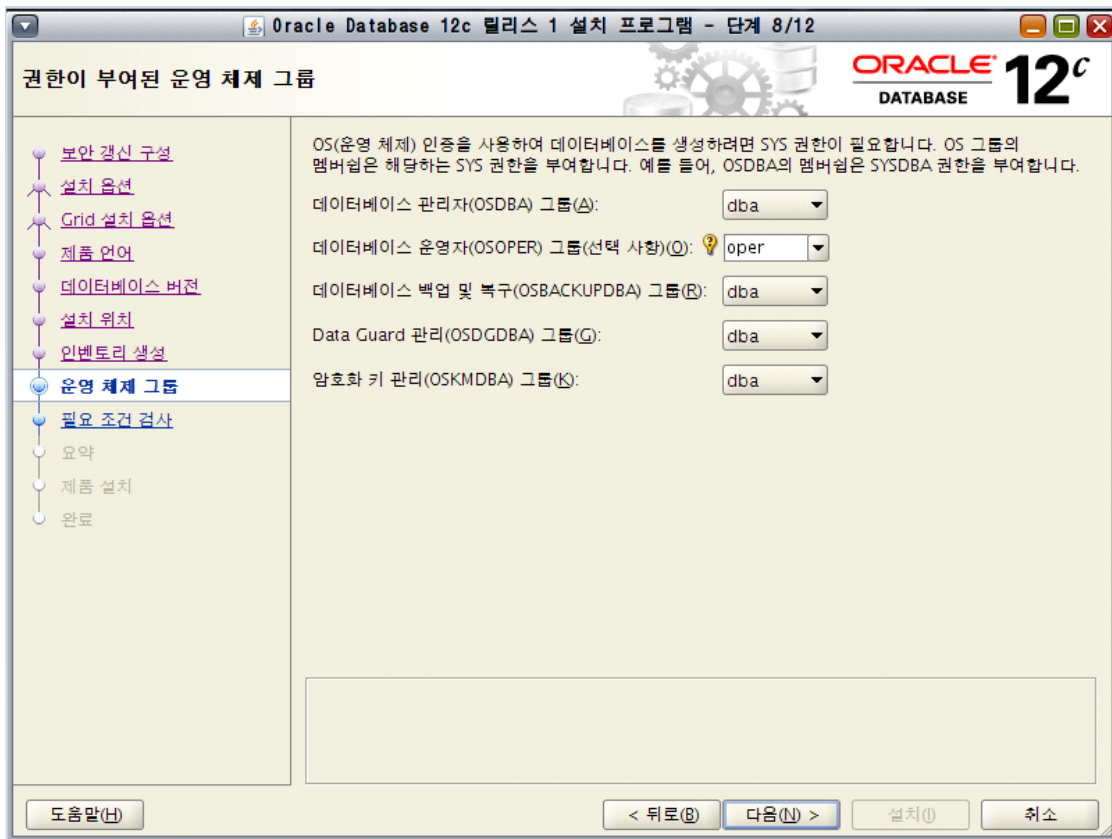 Oracle Database 12c 릴리스 1 설치 프로그램 - 단계 8/12
권한이 부여된 운영 체제 그룹
ORACLE
DATABASE
12c
보안 갱신 구성
설치 옵션
Grid 설치 옵션
제품 언어
데이터베이스 버전
설치 위치
인벤토리 생성
운영 체제 그룹
필요 조건 검사
요약
제품 설치
완료
OS(운영 체제) 인증을 사용하여 데이터베이스를 생성하려면 SYS 권한이 필요합니다. OS 그룹의
멤버쉽은 해당하는 SYS 권한을 부여합니다. 예를 들어, OSDBA의 멤버쉽은 SYSDBA 권한을 부여합니다.
데이터베이스 관리자(OSDBA) 그룹(A): dba
데이터베이스 운영자(OSOPER) 그룹(선택 사항)(O): oper
데이터베이스 백업 및 복구(OSBACKUPDBA) 그룹(R): dba
Data Guard 관리(OSDGDBA) 그룹(G): dba
암호화 키 관리(OSKMDBA) 그룹(K): dba
도움말(H)
< 뒤로(B)
다음(N) >
설치(I)
취소